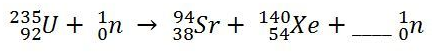 ²³⁵₉₂U + ¹₀n → ⁹⁴₃₈Sr + ¹⁴⁰₅₄Xe + ____ ¹₀n